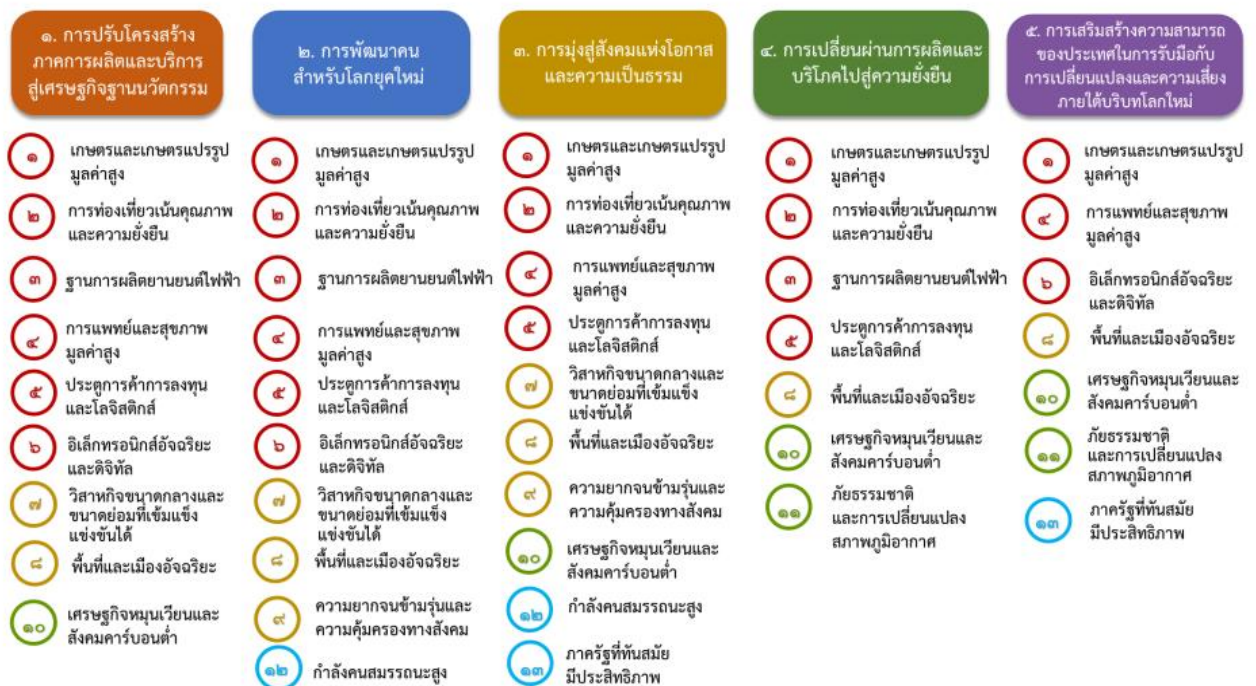 ๑. การปรับโครงสร้าง
ภาคการผลิตและบริการ
สู่เศรษฐกิจฐานนวัตกรรม
๑
เกษตรและเกษตรแปรรูป
มูลค่าสูง
๒
การท่องเที่ยวเน้นคุณภาพ
และความยั่งยืน
๓
ฐานการผลิตยานยนต์ไฟฟ้า
๔
การแพทย์และสุขภาพ
มูลค่าสูง
๕
ประตูการค้าการลงทุน
และโลจิสติกส์
๖
อิเล็กทรอนิกส์อัจฉริยะ
และดิจิทัล
๗
วิสาหกิจขนาดกลางและ
ขนาดย่อมที่เข้มแข็ง
แข่งขันได้
๘
พื้นที่และเมืองอัจฉริยะ
๑๐
เศรษฐกิจหมุนเวียนและ
สังคมคาร์บอนต่ำ
๒. การพัฒนาคน
สำหรับโลกยุคใหม่
๑
เกษตรและเกษตรแปรรูป
มูลค่าสูง
๒
การท่องเที่ยวเน้นคุณภาพ
และความยั่งยืน
๓
ฐานการผลิตยานยนต์ไฟฟ้า
๔
การแพทย์และสุขภาพ
มูลค่าสูง
๕
ประตูการค้าการลงทุน
และโลจิสติกส์
๖
อิเล็กทรอนิกส์อัจฉริยะ
และดิจิทัล
๗
วิสาหกิจขนาดกลางและ
ขนาดย่อมที่เข้มแข็ง
แข่งขันได้
๘
พื้นที่และเมืองอัจฉริยะ
๙
ความยากจนข้ามรุ่นและ
ความคุ้มครองทางสังคม
๑๒
กำลังคนสมรรถนะสูง
๓. การมุ่งสู่สังคมแห่งโอกาส
และความเป็นธรรม
๑
เกษตรและเกษตรแปรรูป
มูลค่าสูง
๒
การท่องเที่ยวเน้นคุณภาพ
และความยั่งยืน
๔
การแพทย์และสุขภาพ
มูลค่าสูง
๕
ประตูการค้าการลงทุน
และโลจิสติกส์
๗
วิสาหกิจขนาดกลางและ
ขนาดย่อมที่เข้มแข็ง
แข่งขันได้
๘
พื้นที่และเมืองอัจฉริยะ
๙
ความยากจนข้ามรุ่นและ
ความคุ้มครองทางสังคม
๑๐
เศรษฐกิจหมุนเวียนและ
สังคมคาร์บอนต่ำ
๑๒
กำลังคนสมรรถนะสูง
๑๓
ภาครัฐที่ทันสมัย
มีประสิทธิภาพ
๔. การเปลี่ยนผ่านการผลิตและ
บริโภคไปสู่ความยั่งยืน
๑
เกษตรและเกษตรแปรรูป
มูลค่าสูง
๒
การท่องเที่ยวเน้นคุณภาพ
และความยั่งยืน
๓
ฐานการผลิตยานยนต์ไฟฟ้า
๕
ประตูการค้าการลงทุน
และโลจิสติกส์
๘
พื้นที่และเมืองอัจฉริยะ
๑๐
เศรษฐกิจหมุนเวียนและ
สังคมคาร์บอนต่ำ
๑๑
ภัยธรรมชาติ
และการเปลี่ยนแปลง
สภาพภูมิอากาศ
๕. การเสริมสร้างความสามารถ
ของประเทศในการรับมือกับ
การเปลี่ยนแปลงและความเสี่ยง
ภายใต้บริบทโลกใหม่
๑
เกษตรและเกษตรแปรรูป
มูลค่าสูง
๔
การแพทย์และสุขภาพ
มูลค่าสูง
๖
อิเล็กทรอนิกส์อัจฉริยะ
และดิจิทัล
๘
พื้นที่และเมืองอัจฉริยะ
๑๐
เศรษฐกิจหมุนเวียนและ
สังคมคาร์บอนต่ำ
๑๑
ภัยธรรมชาติ
และการเปลี่ยนแปลง
สภาพภูมิอากาศ
๑๓
ภาครัฐที่ทันสมัย
มีประสิทธิภาพ